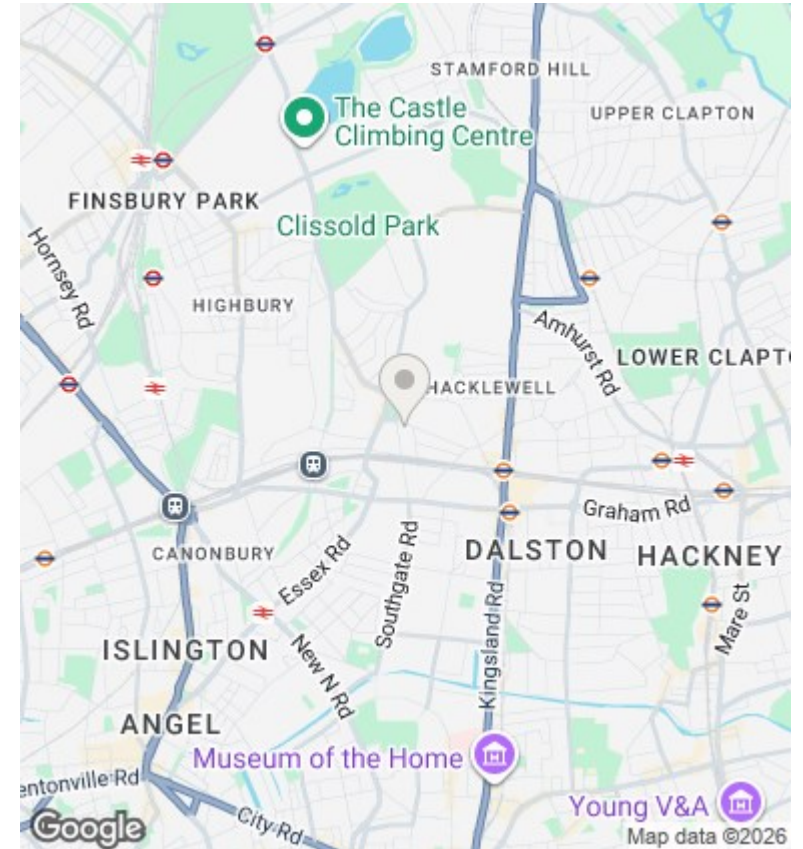 STAMFORD HILL
The Castle
Climbing Centre
UPPER CLAPTON
FINSBURY PARK
Clissold Park
Hornsey Rd
HIGHBURY
Amhurst Rd
LOWER CLAPTO
HACKLEWELL
Graham Rd
CANONBURY
Essex Rd
Southgate Rd
DALSTON
HACKNEY
Kingsland Rd
Mare St
ISLINGTON
New N Rd
ANGEL
Museum of the Home
entonville Rd
City Rd
Young V&A
Google
Map data ©2026